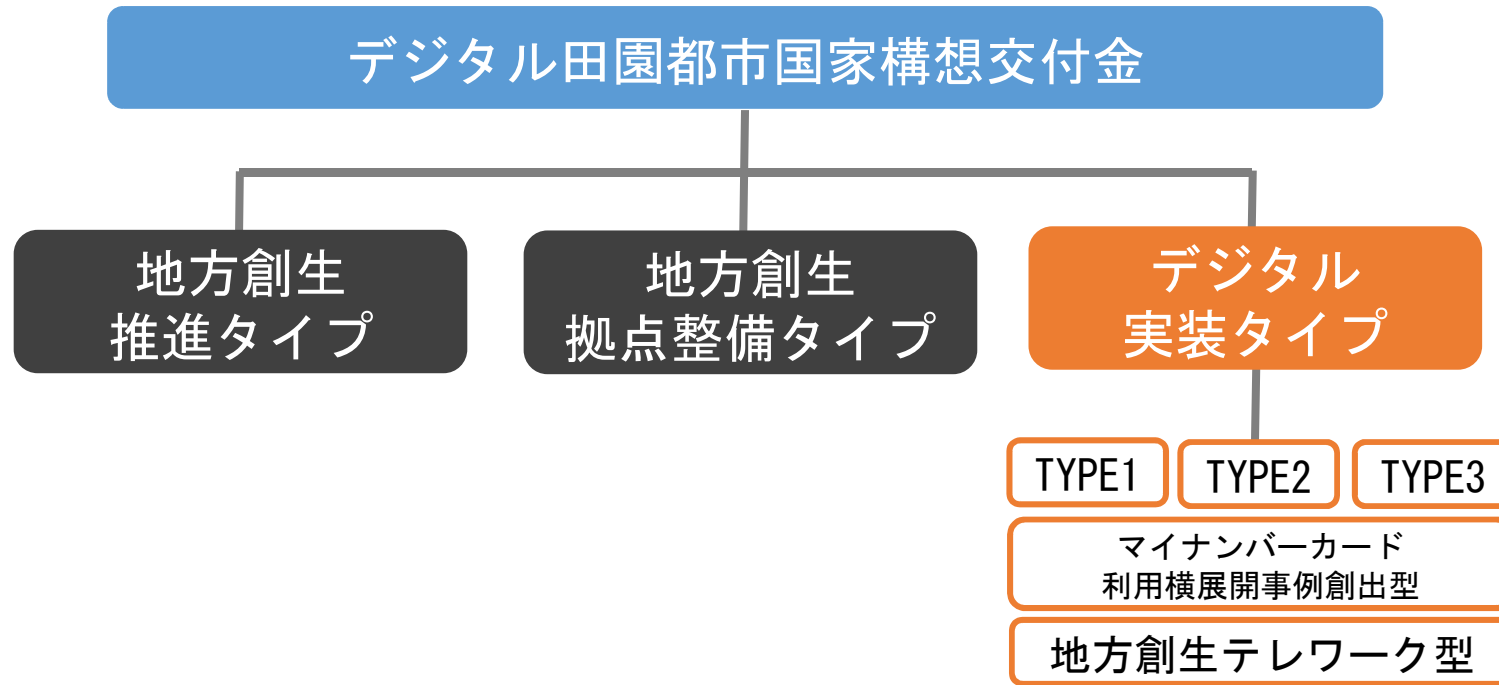 デジタル田園都市国家構想交付金
地方創生
推進タイプ
地方創生
拠点整備タイプ
デジタル
実装タイプ
TYPE1
TYPE2
TYPE3
マイナンバーカード
利用横展開事例創出型
地方創生テレワーク型